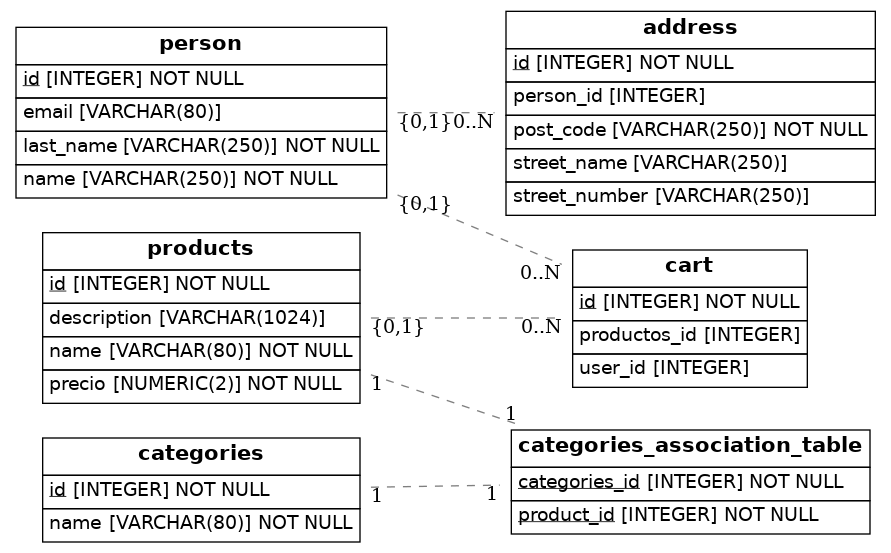 person
id [INTEGER] NOT NULL
email [VARCHAR(80)]
last_name [VARCHAR(250)] NOT NULL
name [VARCHAR(250)] NOT NULL
address
id [INTEGER] NOT NULL
person_id [INTEGER]
post_code [VARCHAR(250)] NOT NULL
street_name [VARCHAR(250)]
street_number [VARCHAR(250)]
{0,1}
0..N
{0,1}
0..N
products
id [INTEGER] NOT NULL
description [VARCHAR(1024)]
name [VARCHAR(80)] NOT NULL
precio [NUMERIC(2)] NOT NULL
cart
id [INTEGER] NOT NULL
productos_id [INTEGER]
user_id [INTEGER]
{0,1}
0..N
1
1
categories
id [INTEGER] NOT NULL
name [VARCHAR(80)] NOT NULL
1
1
categories_association_table
categories_id [INTEGER] NOT NULL
product_id [INTEGER] NOT NULL